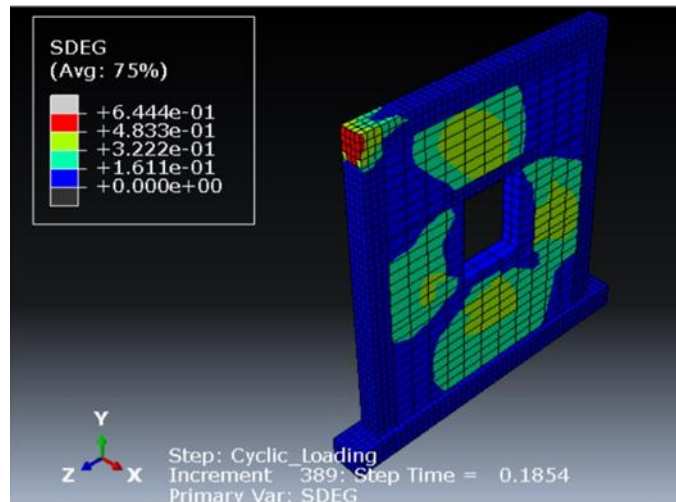 SDEG
(Avg: 75%)
+6.444e-01
+4.833e-01
+3.222e-01
+1.611e-01
+0.000e+00
Y
Z X
Step: Cyclic_Loading
Increment 389: Step Time = 0.1854
Primary Var: SDEG